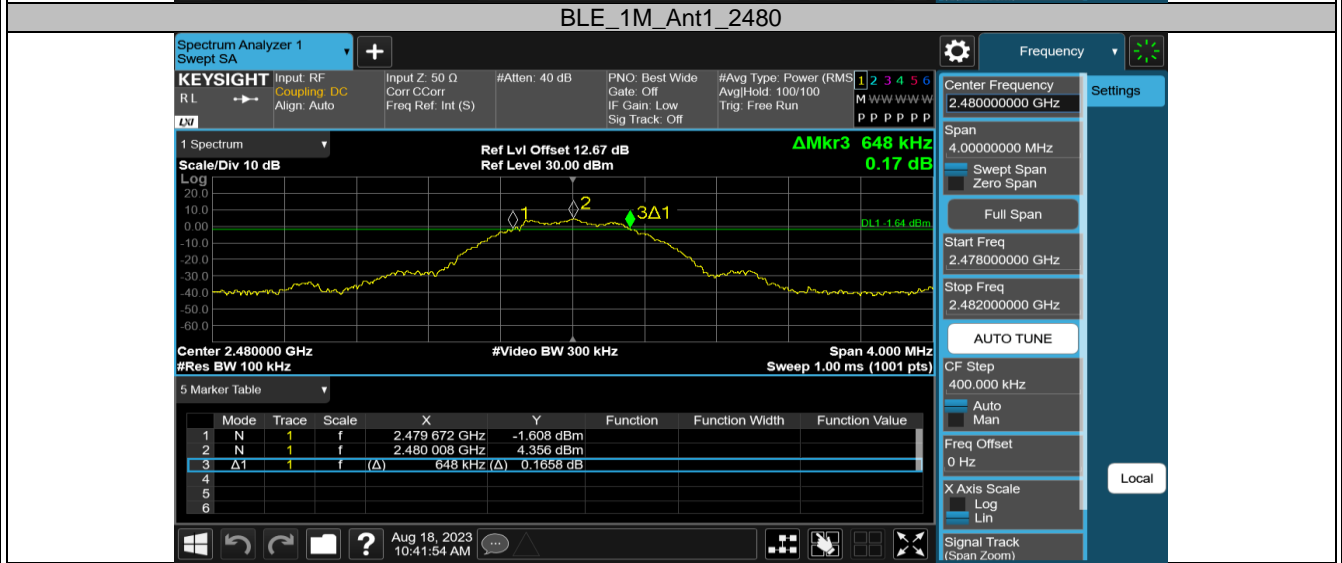 BLE_1M_Ant1_2480
Spectrum Analyzer 1
Swept SA
Frequency
KEYSIGHT
RL
LXI
Input: RF
Coupling: DC
Align: Auto
Input Z: 50 Ω
Corr CCorr
Freq Ref: Int (S)
#Atten: 40 dB
PNO: Best Wide
Gate: Off
IF Gain: Low
Sig Track: Off
#Avg Type: Power (RMS
Avg|Hold: 100/100
Trig: Free Run
1 2 3 4 5 6
M W W W W W
P P P P P P
1 Spectrum
Scale/Div 10 dB
Ref Lvl Offset 12.67 dB
Ref Level 30.00 dBm
ΔMkr3 648 kHz
0.17 dB
Log
20.0
10.0
0.00
-10.0
-20.0
-30.0
-40.0
-50.0
-60.0
1
2
3Δ1
DL1 -1.64 dBm
Center 2.480000 GHz
#Res BW 100 kHz
#Video BW 300 kHz
Span 4.000 MHz
Sweep 1.00 ms (1001 pts)
5 Marker Table
Mode Trace Scale X Y Function Function Width Function Value
1 N 1 f 2.479 672 GHz -1.608 dBm
2 N 1 f 2.480 008 GHz 4.356 dBm
3 Δ1 1 f (Δ) 648 kHz (Δ) 0.1658 dB
4
5
6
?
Aug 18, 2023
10:41:54 AM
Center Frequency
2.480000000 GHz
Settings
Span
4.00000000 MHz
Swept Span
Zero Span
Full Span
Start Freq
2.478000000 GHz
Stop Freq
2.482000000 GHz
AUTO TUNE
CF Step
400.000 kHz
Auto
Man
Freq Offset
0 Hz
X Axis Scale
Log
Lin
Local
Signal Track
(Span Zoom)